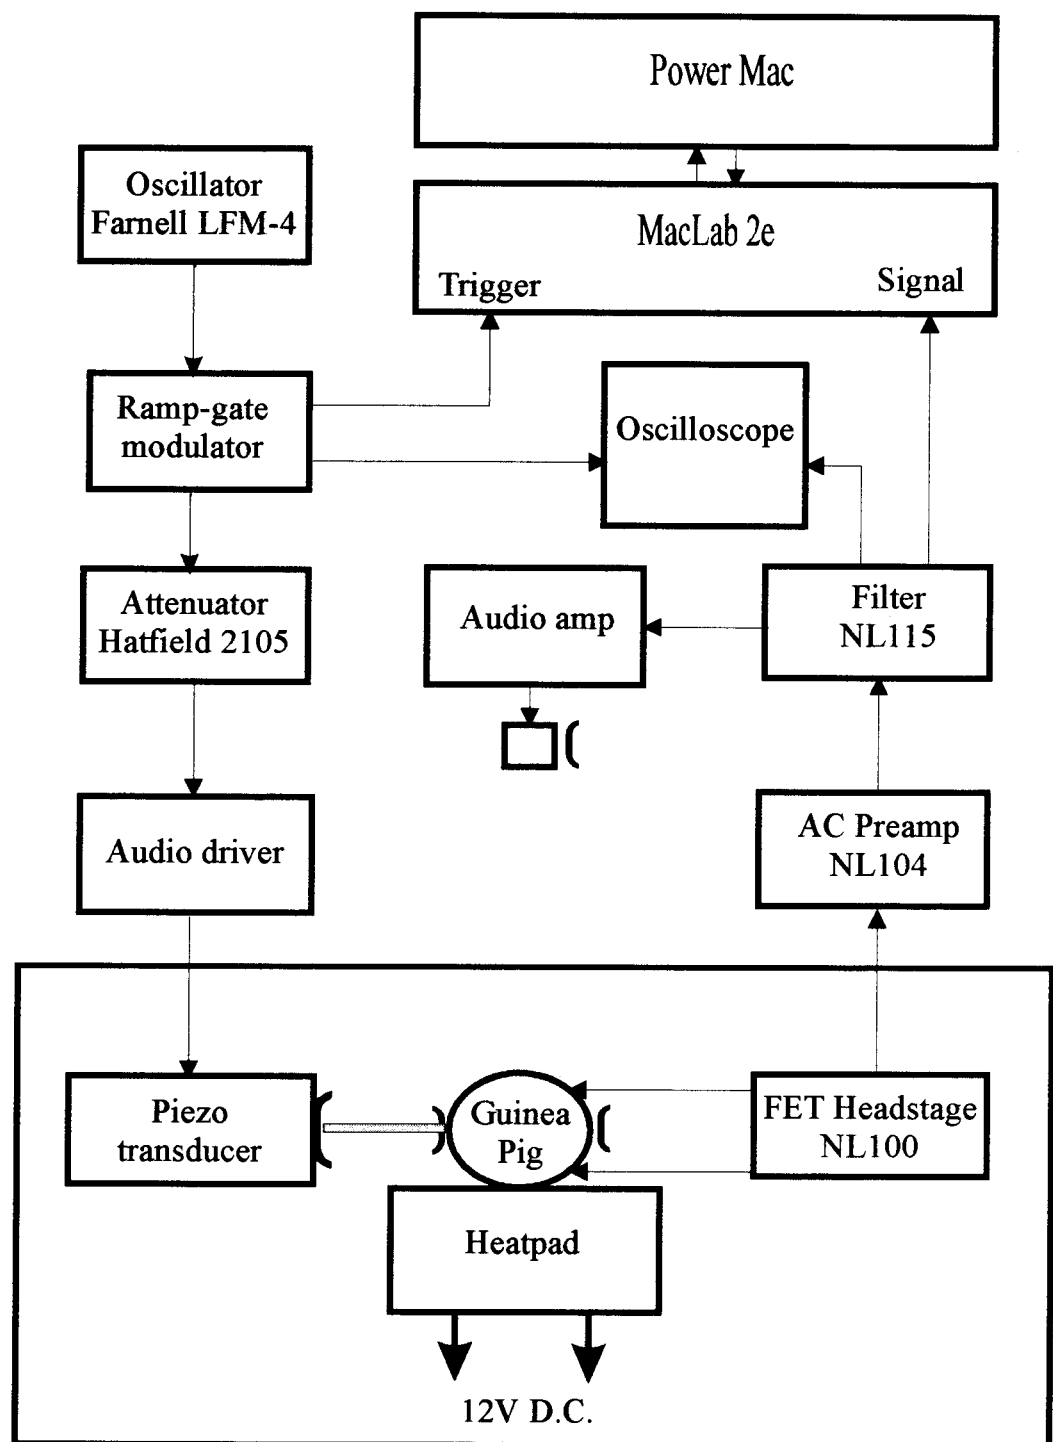 Power Mac
Oscillator
Farnell LFM-4
MacLab 2e
Trigger
Signal
Ramp-gate
modulator
Oscilloscope
Attenuator
Hatfield 2105
Audio amp
Filter
NL115
Audio driver
AC Preamp
NL104
Piezo
transducer
Guinea
Pig
FET Headstage
NL100
Heatpad
12V D.C.